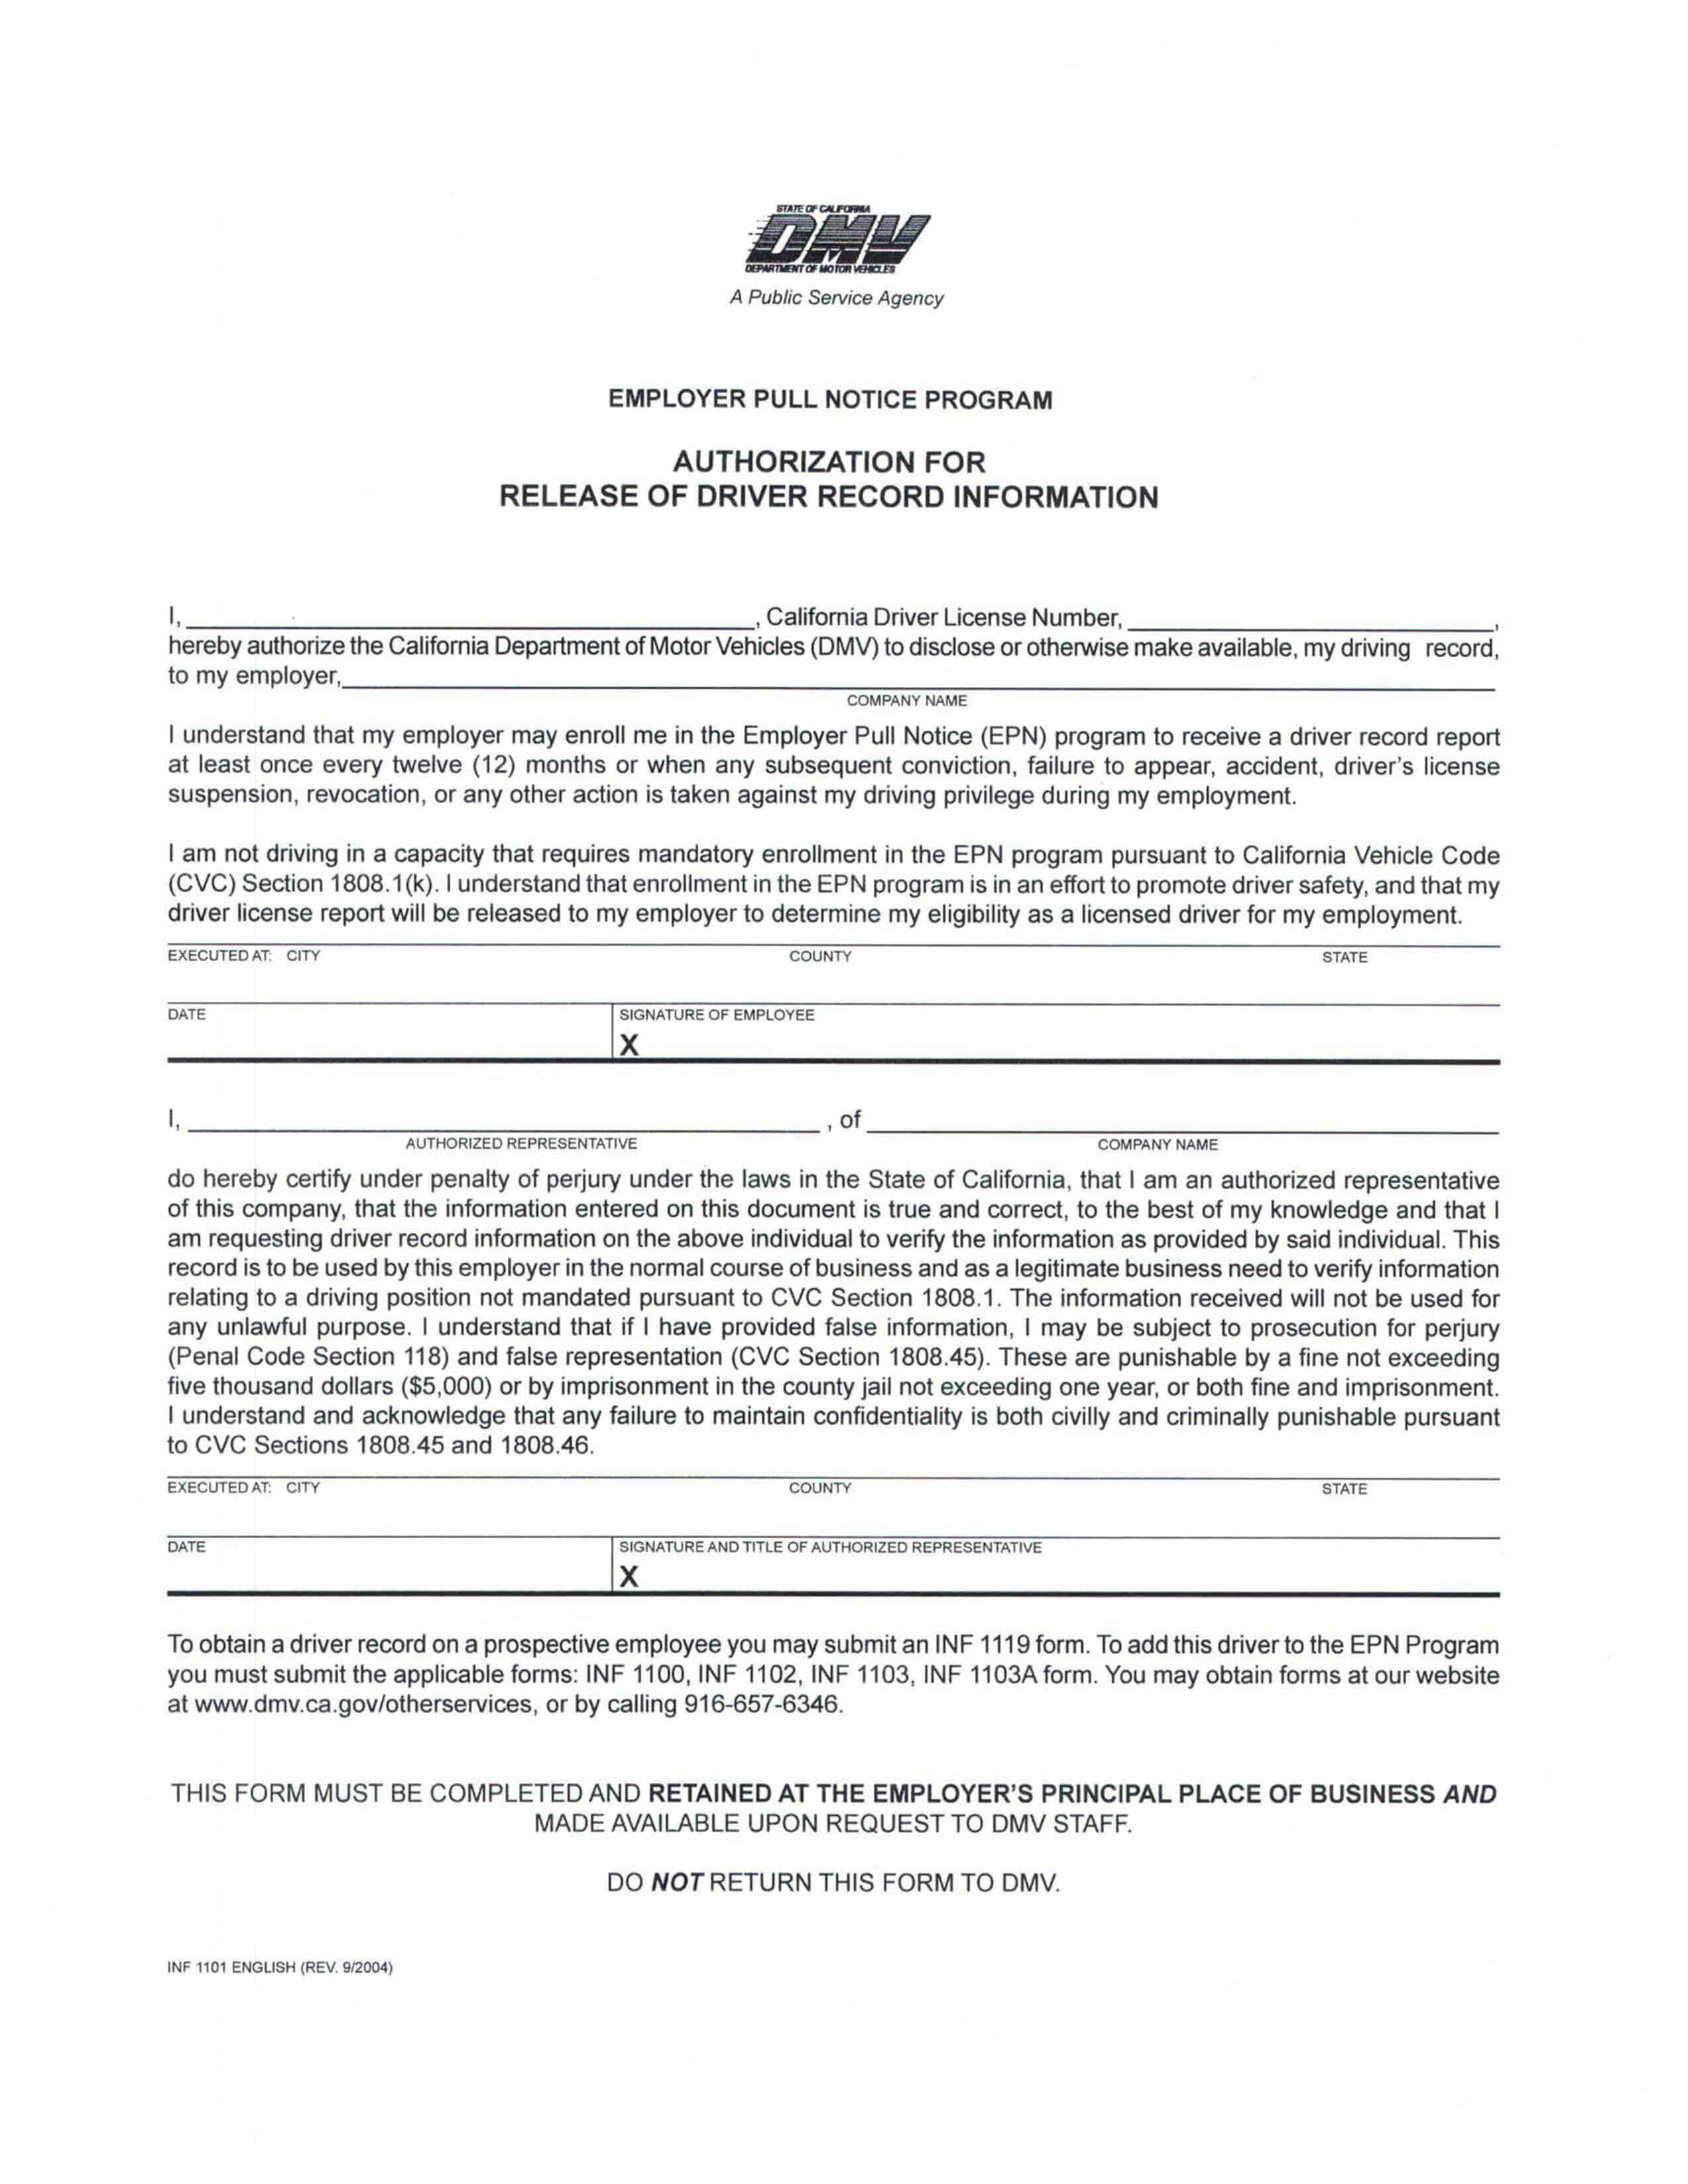 STATE OF CALIFORNIA
DMV
DEPARTMENT OF MOTOR VEHICLES
A Public Service Agency
EMPLOYER PULL NOTICE PROGRAM
AUTHORIZATION FOR
RELEASE OF DRIVER RECORD INFORMATION
I, , California Driver License Number, ,
hereby authorize the California Department of Motor Vehicles (DMV) to disclose or otherwise make available, my driving record,
to my employer,
COMPANY NAME
I understand that my employer may enroll me in the Employer Pull Notice (EPN) program to receive a driver record report
at least once every twelve (12) months or when any subsequent conviction, failure to appear, accident, driver's license
suspension, revocation, or any other action is taken against my driving privilege during my employment.
I am not driving in a capacity that requires mandatory enrollment in the EPN program pursuant to California Vehicle Code
(CVC) Section 1808.1(k). I understand that enrollment in the EPN program is in an effort to promote driver safety, and that my
driver license report will be released to my employer to determine my eligibility as a licensed driver for my employment.
EXECUTED AT: CITY COUNTY STATE
DATE SIGNATURE OF EMPLOYEE
X
I, , of
AUTHORIZED REPRESENTATIVE COMPANY NAME
do hereby certify under penalty of perjury under the laws in the State of California, that I am an authorized representative
of this company, that the information entered on this document is true and correct, to the best of my knowledge and that I
am requesting driver record information on the above individual to verify the information as provided by said individual. This
record is to be used by this employer in the normal course of business and as a legitimate business need to verify information
relating to a driving position not mandated pursuant to CVC Section 1808.1. The information received will not be used for
any unlawful purpose. I understand that if I have provided false information, I may be subject to prosecution for perjury
(Penal Code Section 118) and false representation (CVC Section 1808.45). These are punishable by a fine not exceeding
five thousand dollars ($5,000) or by imprisonment in the county jail not exceeding one year, or both fine and imprisonment.
I understand and acknowledge that any failure to maintain confidentiality is both civilly and criminally punishable pursuant
to CVC Sections 1808.45 and 1808.46.
EXECUTED AT: CITY COUNTY STATE
DATE SIGNATURE AND TITLE OF AUTHORIZED REPRESENTATIVE
X
To obtain a driver record on a prospective employee you may submit an INF 1119 form. To add this driver to the EPN Program
you must submit the applicable forms: INF 1100, INF 1102, INF 1103, INF 1103A form. You may obtain forms at our website
at www.dmv.ca.gov/otherservices, or by calling 916-657-6346.
THIS FORM MUST BE COMPLETED AND RETAINED AT THE EMPLOYER'S PRINCIPAL PLACE OF BUSINESS AND
MADE AVAILABLE UPON REQUEST TO DMV STAFF.
DO NOT RETURN THIS FORM TO DMV.
INF 1101 ENGLISH (REV. 9/2004)